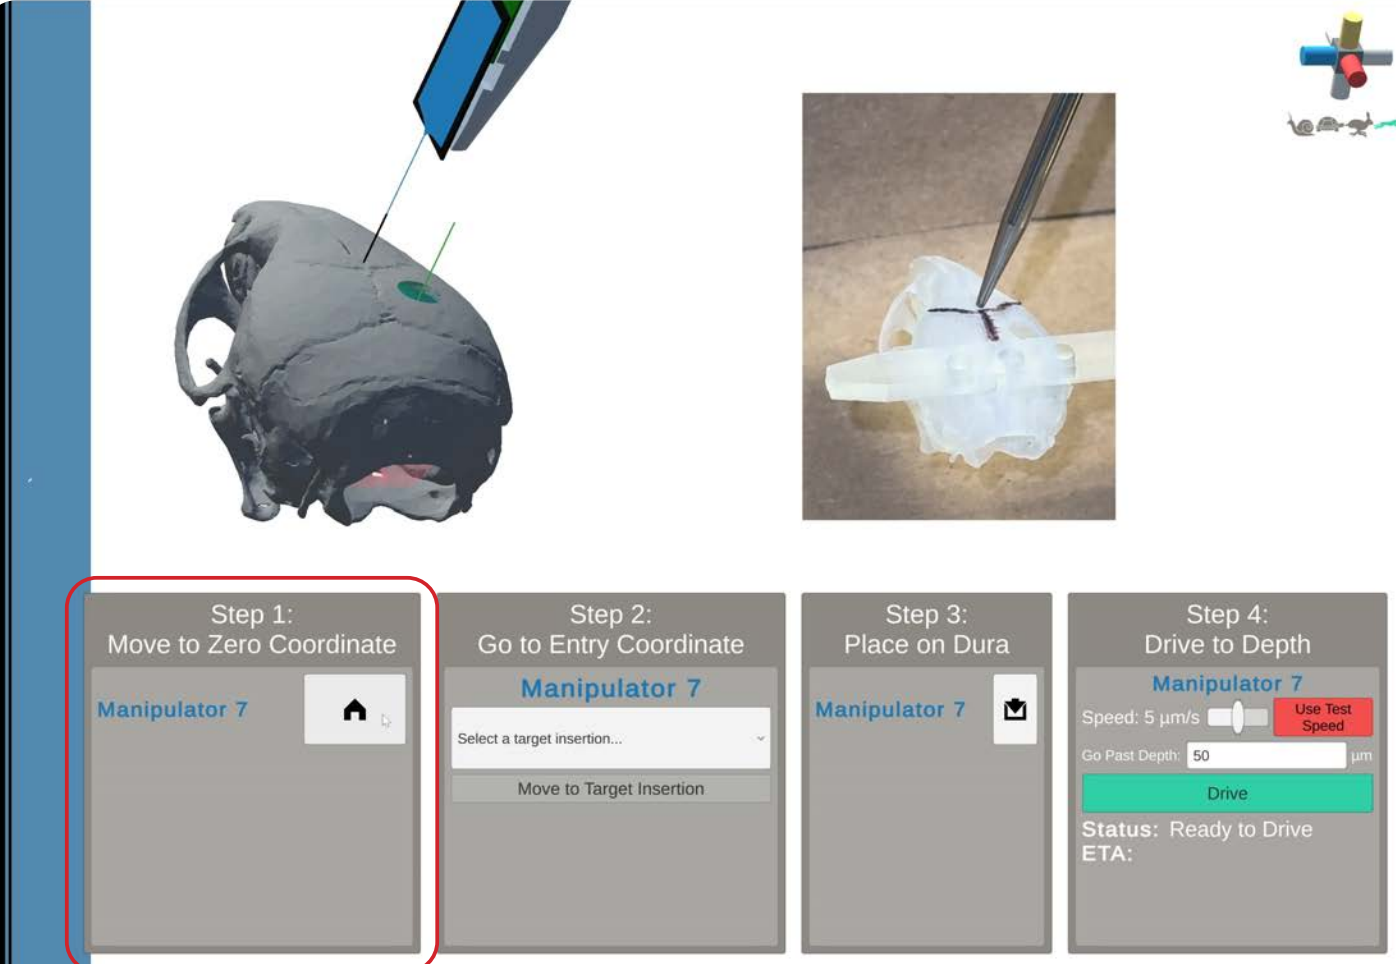 Step 1:
Move to Zero Coordinate
Manipulator 7
Step 2:
Go to Entry Coordinate
Manipulator 7
Select a target insertion...
Move to Target Insertion
Step 3:
Place on Dura
Manipulator 7
Step 4:
Drive to Depth
Manipulator 7
Speed: 5 µm/s
Use Test
Speed
Go Past Depth: 50 µm
Drive
Status: Ready to Drive
ETA: